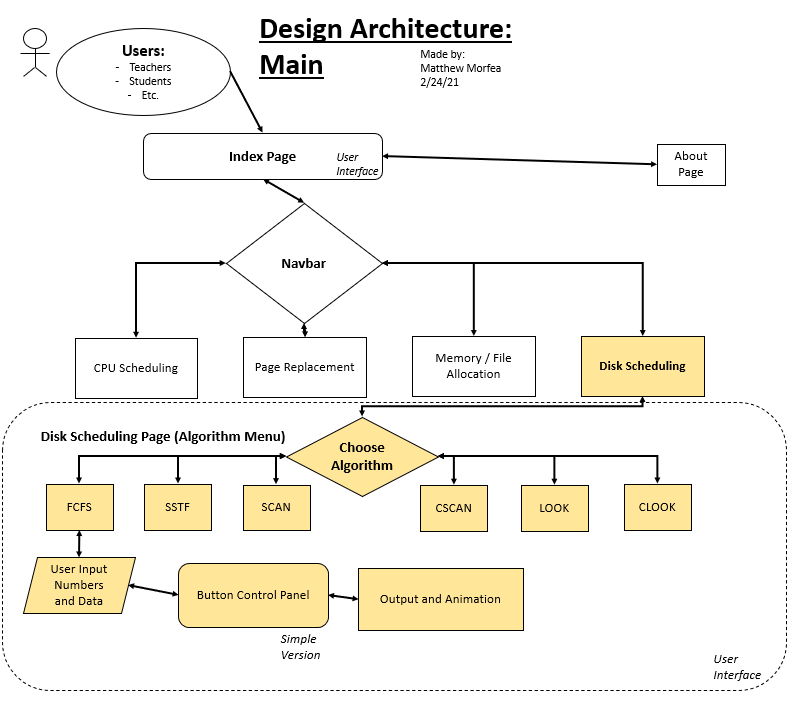 Design Architecture:
Main
Made by:
Matthew Morfea
2/24/21
Users:
- Teachers
- Students
- Etc.
Index Page
User
Interface
About
Page
Navbar
CPU Scheduling
Page Replacement
Memory / File
Allocation
Disk Scheduling
Disk Scheduling Page (Algorithm Menu)
Choose
Algorithm
FCFS
SSTF
SCAN
CSCAN
LOOK
CLOOK
User Input
Numbers
and Data
Button Control Panel
Output and Animation
Simple
Version
User
Interface